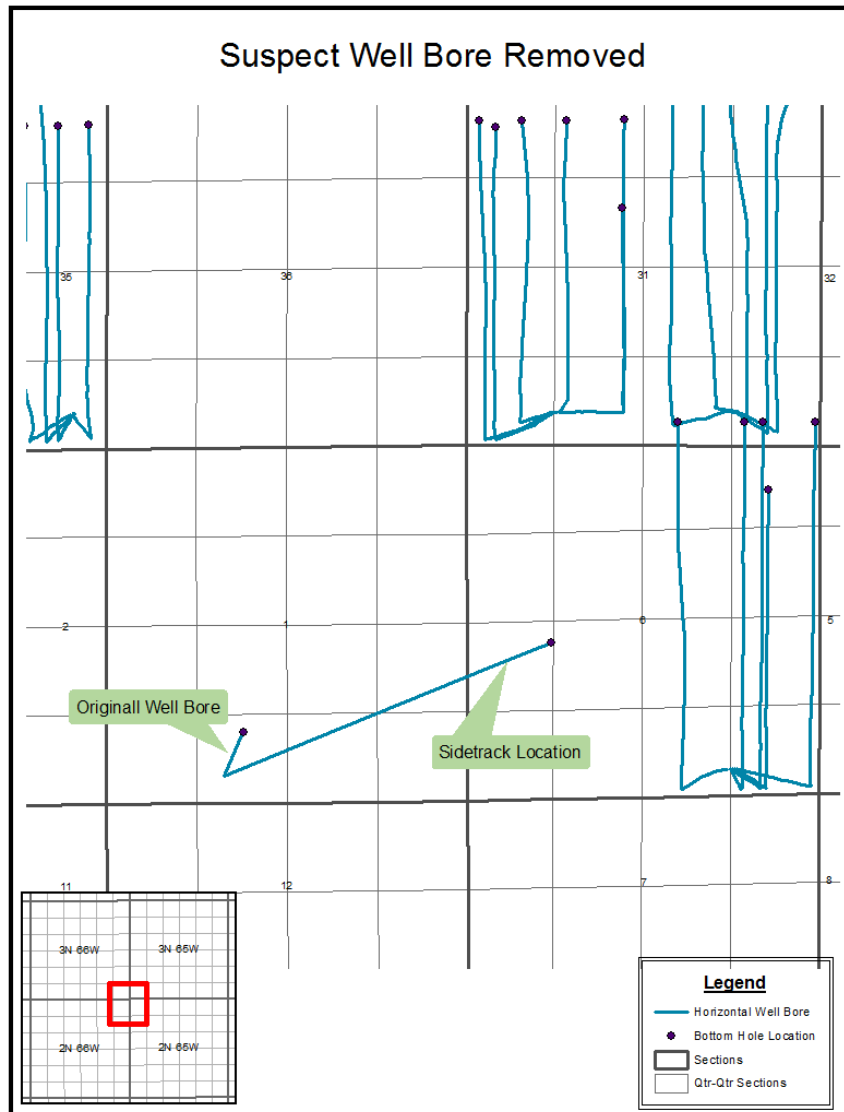 Suspect Well Bore Removed
35
36
31
32
2
1
6
5
Originall Well Bore
Sidetrack Location
11
12
7
8
3N 66W
3N 65W
2N 66W
2N 65W
Legend
Horizontal Well Bore
Bottom Hole Location
Sections
Qtr-Qtr Sections